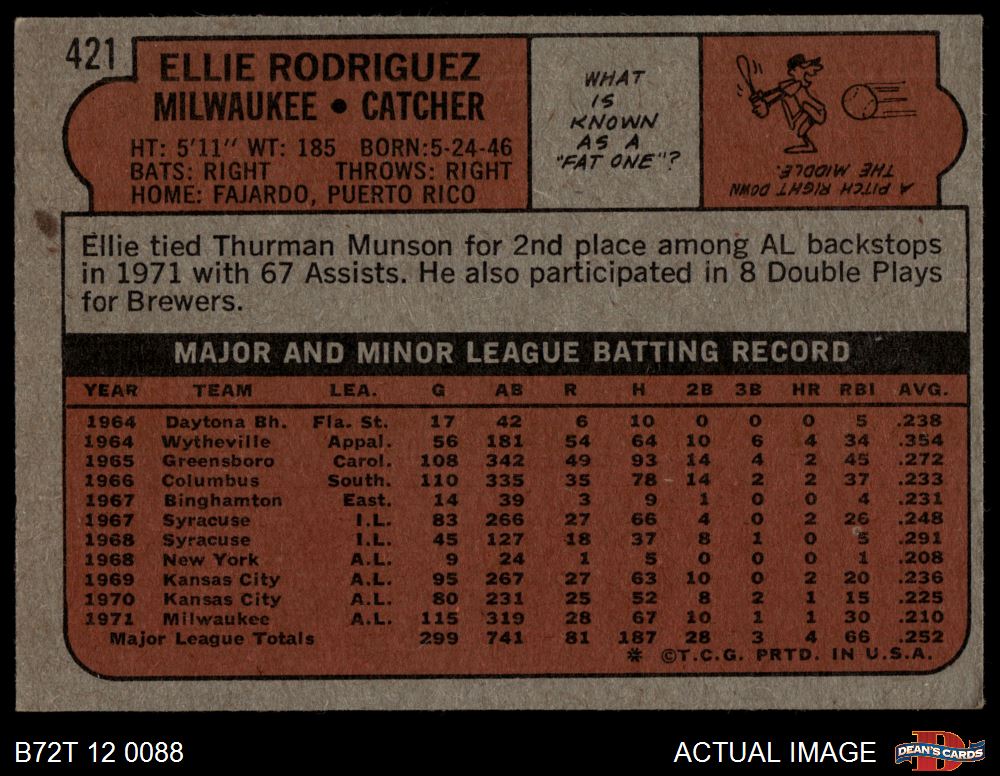 421
ELLIE RODRIGUEZ
MILWAUKEE • CATCHER
HT: 5'11" WT: 185 BORN: 5-24-46
BATS: RIGHT THROWS: RIGHT
HOME: FAJARDO, PUERTO RICO
WHAT
IS
KNOWN
AS A
"FAT ONE"?
A PITCH RIGHT DOWN
THE MIDDLE.
Ellie tied Thurman Munson for 2nd place among AL backstops
in 1971 with 67 Assists. He also participated in 8 Double Plays
for Brewers.
MAJOR AND MINOR LEAGUE BATTING RECORD
YEAR TEAM LEA. G AB R H 2B 3B HR RBI AVG.
1964 Daytona Bh. Fla. St. 17 42 6 10 0 0 0 5 .238
1964 Wytheville Appal. 56 181 54 64 10 6 4 34 .354
1965 Greensboro Carol. 108 342 49 93 14 4 2 45 .272
1966 Columbus South. 110 335 35 78 14 2 2 37 .233
1967 Binghamton East. 14 39 3 9 1 0 0 4 .231
1967 Syracuse I.L. 83 266 27 66 4 0 2 26 .248
1968 Syracuse I.L. 45 127 18 37 8 1 0 5 .291
1968 New York A.L. 9 24 1 5 0 0 0 1 .208
1969 Kansas City A.L. 95 267 27 63 10 0 2 20 .236
1970 Kansas City A.L. 80 231 25 52 8 2 1 15 .225
1971 Milwaukee A.L. 115 319 28 67 10 1 1 30 .210
Major League Totals 299 741 81 187 28 3 4 66 .252
* ©T.C.G. PRTD. IN U.S.A.
B72T 12 0088
ACTUAL IMAGE
D
DEAN'S CARDS